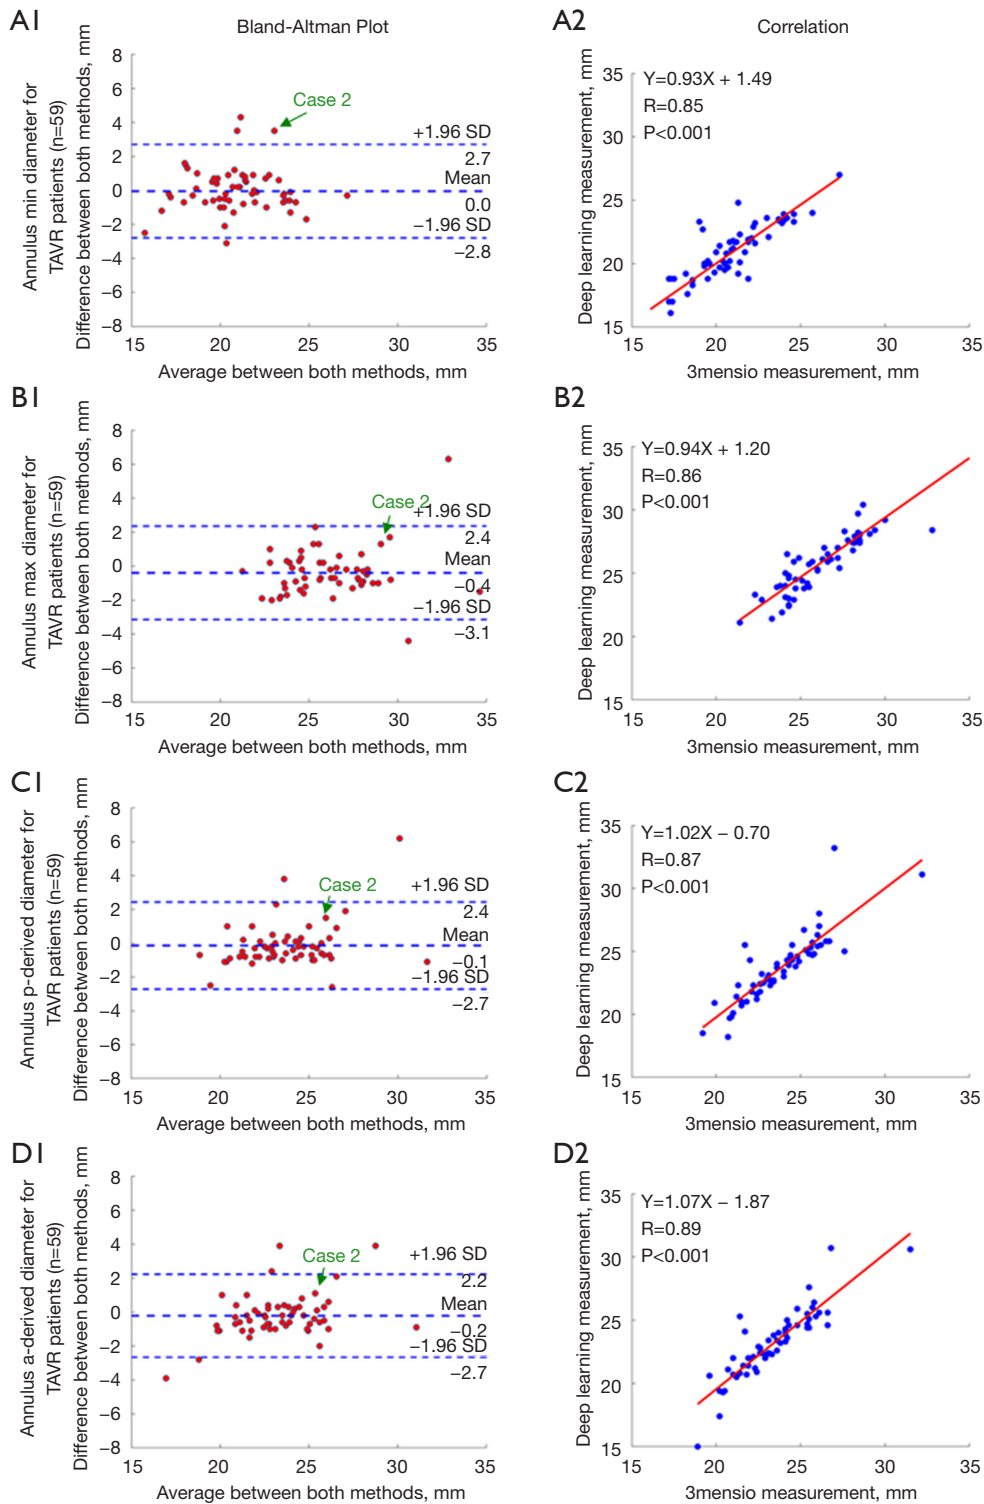 A1
Bland-Altman Plot
Annulus min diameter for
TAVR patients (n=59)
Difference between both methods, mm
8
6
4
2
0
−2
−4
−6
−8
Case 2
+1.96 SD
2.7
Mean
0.0
−1.96 SD
−2.8
15 20 25 30 35
Average between both methods, mm
A2
Correlation
Deep learning measurement, mm
35
30
25
20
15
Y=0.93X + 1.49
R=0.85
P<0.001
15 20 25 30 35
3mensio measurement, mm
B1
Annulus max diameter for
TAVR patients (n=59)
Difference between both methods, mm
8
6
4
2
0
−2
−4
−6
−8
Case 2
+1.96 SD
2.4
Mean
−0.4
−1.96 SD
−3.1
15 20 25 30 35
Average between both methods, mm
B2
Deep learning measurement, mm
35
30
25
20
15
Y=0.94X + 1.20
R=0.86
P<0.001
15 20 25 30 35
3mensio measurement, mm
C1
Annulus p-derived diameter for
TAVR patients (n=59)
Difference between both methods, mm
8
6
4
2
0
−2
−4
−6
−8
Case 2
+1.96 SD
2.4
Mean
−0.1
−1.96 SD
−2.7
15 20 25 30 35
Average between both methods, mm
C2
Deep learning measurement, mm
35
30
25
20
15
Y=1.02X − 0.70
R=0.87
P<0.001
15 20 25 30 35
3mensio measurement, mm
D1
Annulus a-derived diameter for
TAVR patients (n=59)
Difference between both methods, mm
8
6
4
2
0
−2
−4
−6
−8
Case 2
+1.96 SD
2.2
Mean
−0.2
−1.96 SD
−2.7
15 20 25 30 35
Average between both methods, mm
D2
Deep learning measurement, mm
35
30
25
20
15
Y=1.07X − 1.87
R=0.89
P<0.001
15 20 25 30 35
3mensio measurement, mm